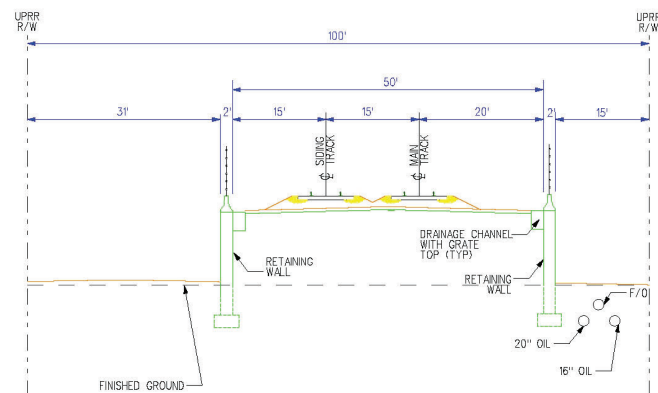 UPRR
R/W
UPRR
R/W
100'
50'
31'
2'
15'
15'
20'
2'
15'
SIDING
TRACK
MAIN
TRACK
DRAINAGE CHANNEL
WITH GRATE
TOP (TYP)
RETAINING
WALL
RETAINING
WALL
F/O
20" OIL
16" OIL
FINISHED GROUND